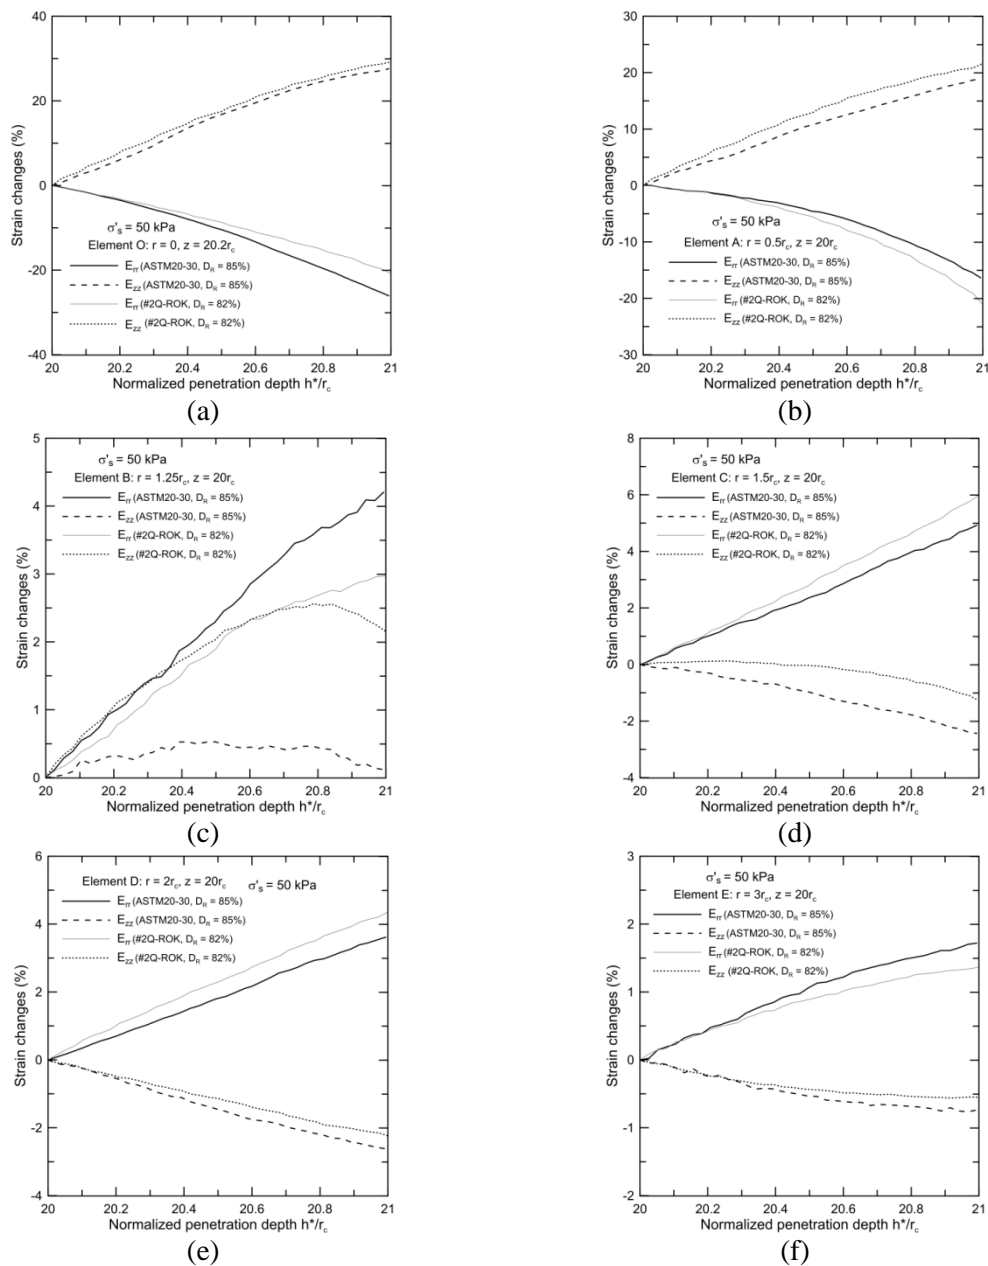 40
20
0
-20
-40
Strain changes (%)
σ's = 50 kPa
Element O: r = 0, z = 20.2rc
Err (ASTM20-30, DR = 85%)
Ezz (ASTM20-30, DR = 85%)
Err (#2Q-ROK, DR = 82%)
Ezz (#2Q-ROK, DR = 82%)
20 20.2 20.4 20.6 20.8 21
Normalized penetration depth h*/rc
(a)
30
20
10
0
-10
-20
-30
Strain changes (%)
σ's = 50 kPa
Element A: r = 0.5rc, z = 20rc
Err (ASTM20-30, DR = 85%)
Ezz (ASTM20-30, DR = 85%)
Err (#2Q-ROK, DR = 82%)
Ezz (#2Q-ROK, DR = 82%)
20 20.2 20.4 20.6 20.8 21
Normalized penetration depth h*/rc
(b)
5
4
3
2
1
0
Strain changes (%)
σ's = 50 kPa
Element B: r = 1.25rc, z = 20rc
Err (ASTM20-30, DR = 85%)
Ezz (ASTM20-30, DR = 85%)
Err (#2Q-ROK, DR = 82%)
Ezz (#2Q-ROK, DR = 82%)
20 20.2 20.4 20.6 20.8 21
Normalized penetration depth h*/rc
(c)
8
6
4
2
0
-2
-4
Strain changes (%)
σ's = 50 kPa
Element C: r = 1.5rc, z = 20rc
Err (ASTM20-30, DR = 85%)
Ezz (ASTM20-30, DR = 85%)
Err (#2Q-ROK, DR = 82%)
Ezz (#2Q-ROK, DR = 82%)
20 20.2 20.4 20.6 20.8 21
Normalized penetration depth h*/rc
(d)
6
4
2
0
-2
-4
Strain changes (%)
Element D: r = 2rc, z = 20rc σ's = 50 kPa
Err (ASTM20-30, DR = 85%)
Ezz (ASTM20-30, DR = 85%)
Err (#2Q-ROK, DR = 82%)
Ezz (#2Q-ROK, DR = 82%)
20 20.2 20.4 20.6 20.8 21
Normalized penetration depth h*/rc
(e)
3
2
1
0
-1
-2
Strain changes (%)
σ's = 50 kPa
Element E: r = 3rc, z = 20rc
Err (ASTM20-30, DR = 85%)
Ezz (ASTM20-30, DR = 85%)
Err (#2Q-ROK, DR = 82%)
Ezz (#2Q-ROK, DR = 82%)
20 20.2 20.4 20.6 20.8 21
Normalized penetration depth h*/rc
(f)